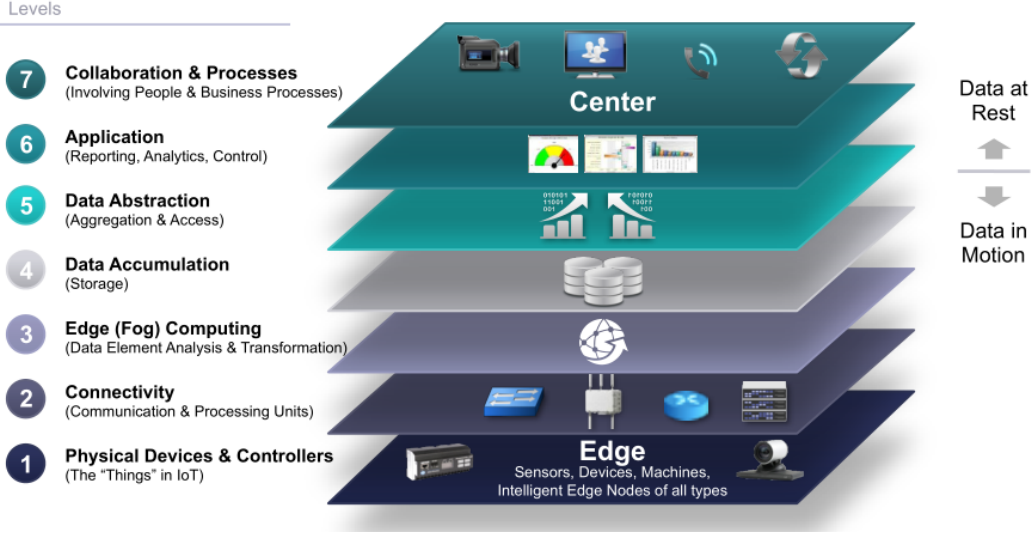 Levels
7
Collaboration & Processes
(Involving People & Business Processes)
6
Application
(Reporting, Analytics, Control)
5
Data Abstraction
(Aggregation & Access)
4
Data Accumulation
(Storage)
3
Edge (Fog) Computing
(Data Element Analysis & Transformation)
2
Connectivity
(Communication & Processing Units)
1
Physical Devices & Controllers
(The “Things” in IoT)
Center
010101
11001
001
Edge
Sensors, Devices, Machines,
Intelligent Edge Nodes of all types
Data at
Rest
Data in
Motion